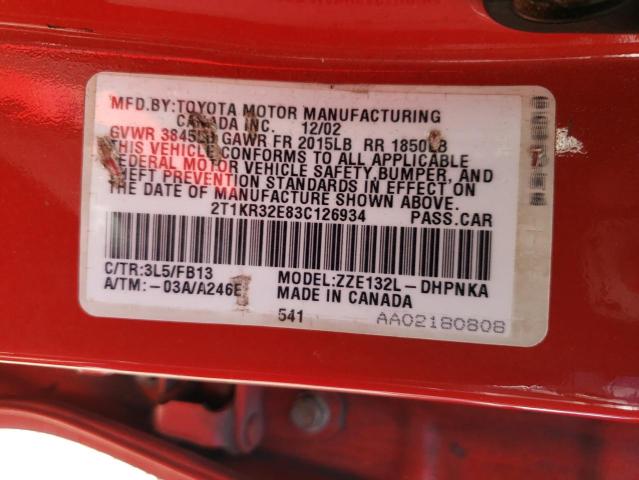 MFD.BY:TOYOTA MOTOR MANUFACTURING
CANADA INC. 12/02
GVWR 3845LB GAWR FR 2015LB RR 1850LB
THIS VEHICLE CONFORMS TO ALL APPLICABLE
FEDERAL MOTOR VEHICLE SAFETY,BUMPER, AND
THEFT PREVENTION STANDARDS IN EFFECT ON
THE DATE OF MANUFACTURE SHOWN ABOVE.
2T1KR32E83C126934 PASS.CAR
C/TR:3L5/FB13 MODEL:ZZE132L-DHPNKA
A/TM:-03A/A246E MADE IN CANADA
541 AA02180808